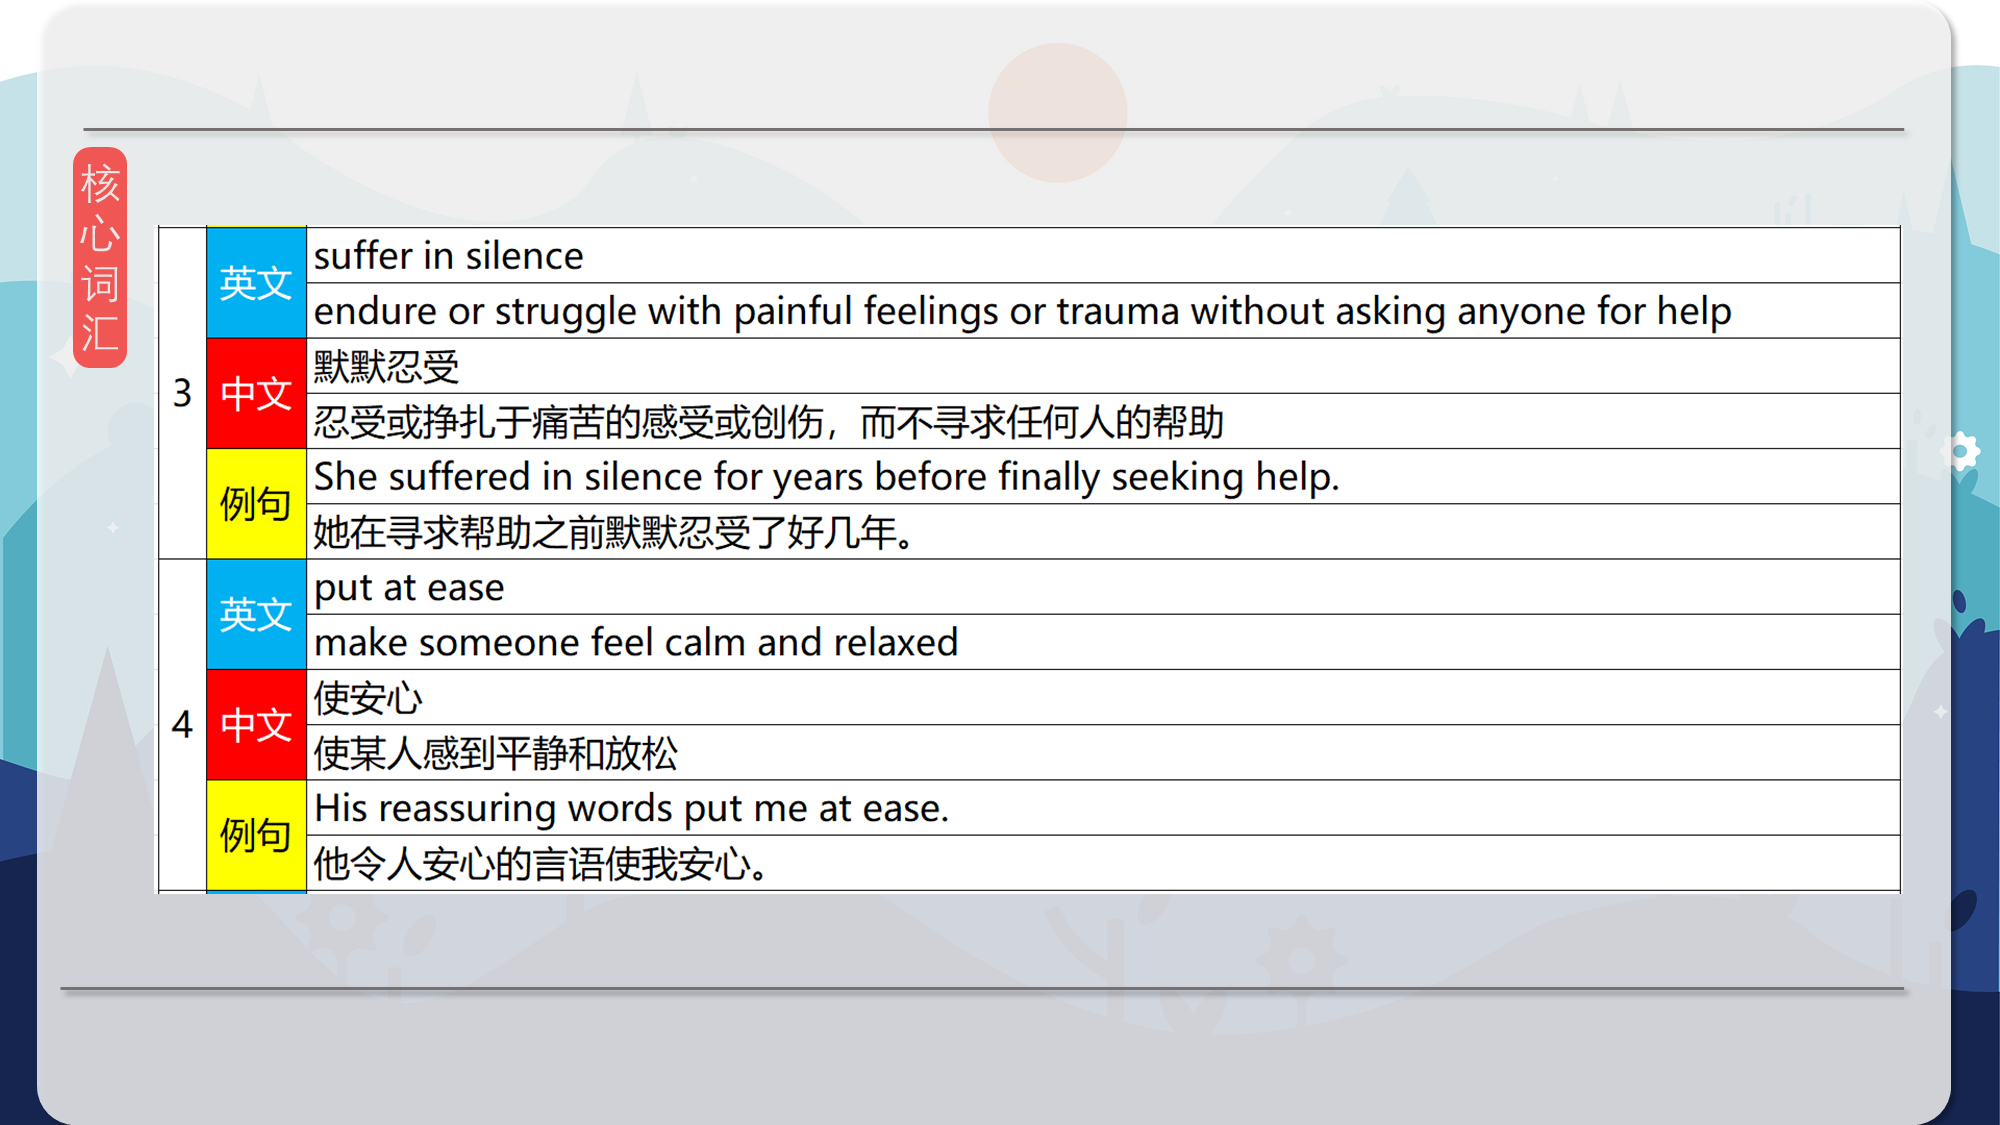 核心词汇
3
英文
suffer in silence
endure or struggle with painful feelings or trauma without asking anyone for help
中文
默默忍受
忍受或挣扎于痛苦的感受或创伤，而不寻求任何人的帮助
例句
She suffered in silence for years before finally seeking help.
她在寻求帮助之前默默忍受了好几年。
4
英文
put at ease
make someone feel calm and relaxed
中文
使安心
使某人感到平静和放松
例句
His reassuring words put me at ease.
他令人安心的言语使我安心。